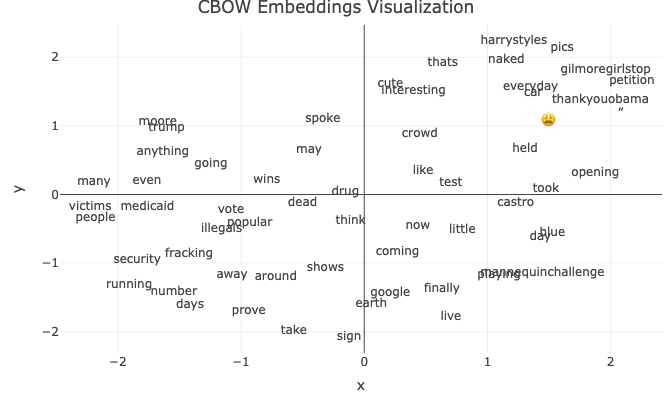 CBOW Embeddings Visualization
harrystyles
pics
naked
thats
2
gilmoregirlstop
petition
cute
everyday
interesting
car
thankyouobama
”
spoke
moore
1
trump
😩
crowd
may
held
anything
going
like
opening
wins
many
even
test
took
drug
y
0
dead
castro
victims
medicaid
vote
people
think
popular
now
illegals
little
blue
day
coming
fracking
security
−1
shows
mannequinchallenge
playing
away
around
running
finally
number
google
days
earth
prove
live
take
−2
sign
−2
−1
0
1
2
x